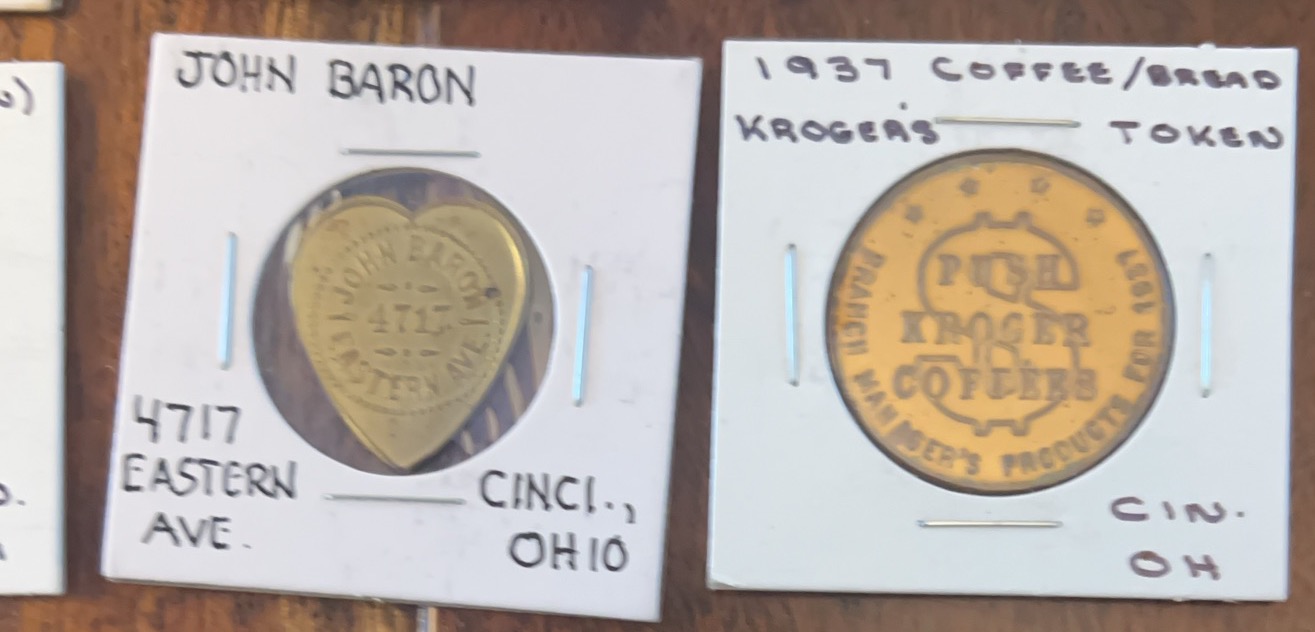 JOHN BARON
JOHN BARON
4717
EASTERN AVE.
4717
EASTERN
AVE.
CINCI.,
OHIO
1937 COFFEE/BREAD
KROGER'S TOKEN
PUSH
KROGER
COFFEES
BRANCH MANAGER'S PRODUCTS FOR 1937
CIN.
OH